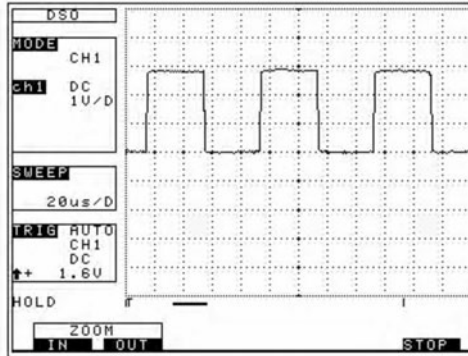 DSO
MODE
CH1
ch1 DC
1V/D
SWEEP
20us/D
TRIG AUTO
CH1
DC
+ 1.6V
HOLD
ZOOM
IN OUT STOP